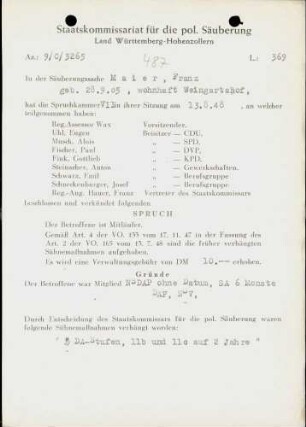 Staatskommissariat für die pol. Säuberung
Land Württemberg-Hohenzollern
Az.: 9/O/3265
487
L.: 369
In der Säuberungssache Maier, Franz
geb. 28.9.05, wohnhaft Weingartshof,
hat die Spruchkammer VII in ihrer Sitzung am 13.8.48, an welcher
teilgenommen haben:
Reg.Assessor Wax Vorsitzender,
Uhl, Eugen Beisitzer – CDU,
Musch, Alois „ – SPD,
Fischer, Paul „ – DVP,
Fink, Gottlieb „ – KPD,
Steinacher, Anton „ – Gewerkschaften,
Schwarz, Emil „ – Berufsgruppe
Schneckenburger, Josef „ – Berufsgruppe
Reg.-Aug. Bauer, Franz Vertreter des Staatskommissars
beschlossen und verkündet folgenden
SPRUCH
Der Betroffene ist Mitläufer.
Gemäß Art. 4 der VO. 133 vom 17. 11. 47 in der Fassung des
Art. 2 der VO. 165 vom 13. 7. 48 sind die früher verhängten
Sühnemaßnahmen aufgehoben.
Es wird eine Verwaltungsgebühr von DM 10.-- erhoben.
Gründe
Der Betroffene war Mitglied NSDAP ohne Datum, SA 6 Monate
DAF, NSV,
Durch Entscheidung des Staatskommissars für die pol. Säuberung waren
folgende Sühnemaßnahmen verhängt worden:
" 3 DA-Stufen, 11b und 11c auf 2 Jahre "